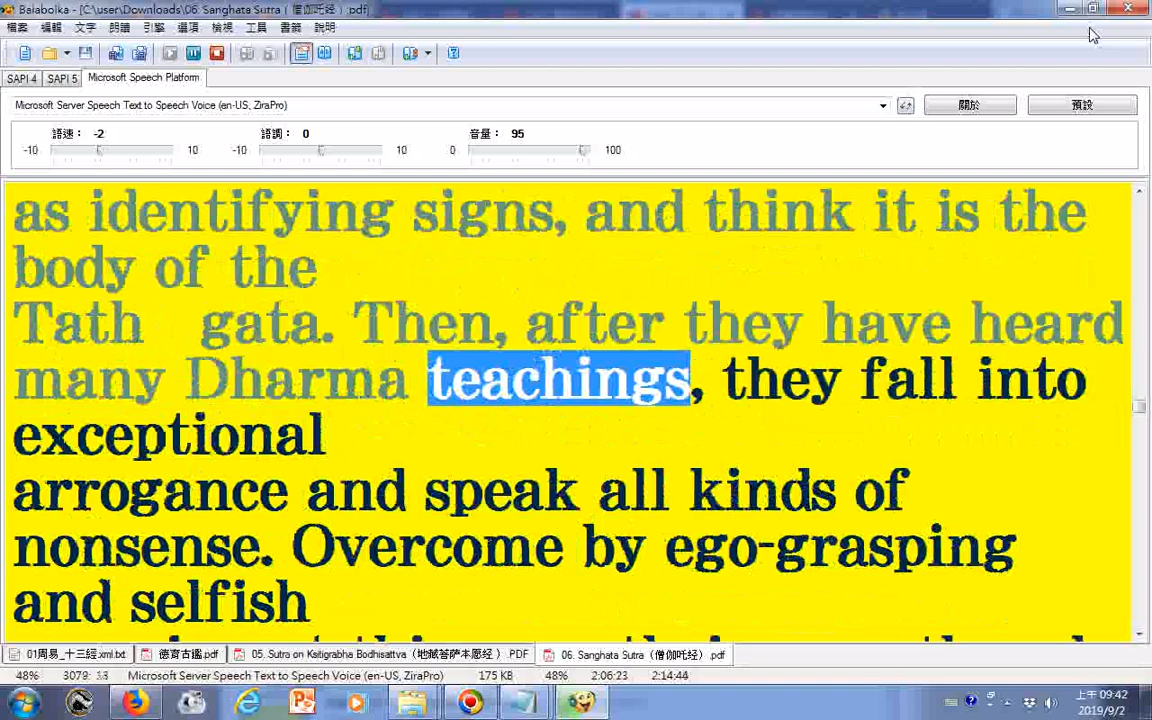 Balabolka - [C:\user\Downloads\06. Sanghata Sutra ( 僧伽吒经 ).pdf]
檔案 編輯 文字 朗讀 引擎 選項 檢視 工具 書籤 說明
SAPI 4 SAPI 5 Microsoft Speech Platform
Microsoft Server Speech Text to Speech Voice (en-US, ZiraPro) 關於 預設
語速： -2 語調： 0 音量： 95
-10 10 -10 10 0 100
as identifying signs, and think it is the
body of the
Tath gata. Then, after they have heard
many Dharma teachings, they fall into
exceptional
arrogance and speak all kinds of
nonsense. Overcome by ego-grasping
and selfish
01周易_十三經.xml.txt 德育古鑑.pdf 05. Sutra on Ksitigrabha Bodhisattva（地藏菩萨本愿经 ）.PDF 06. Sanghata Sutra（僧伽吒经）.pdf
48% Microsoft Server Speech Text to Speech Voice (en-US, ZiraPro) 175 KB 48% 2:06:23 2:14:44
上午 09:42
2019/9/2